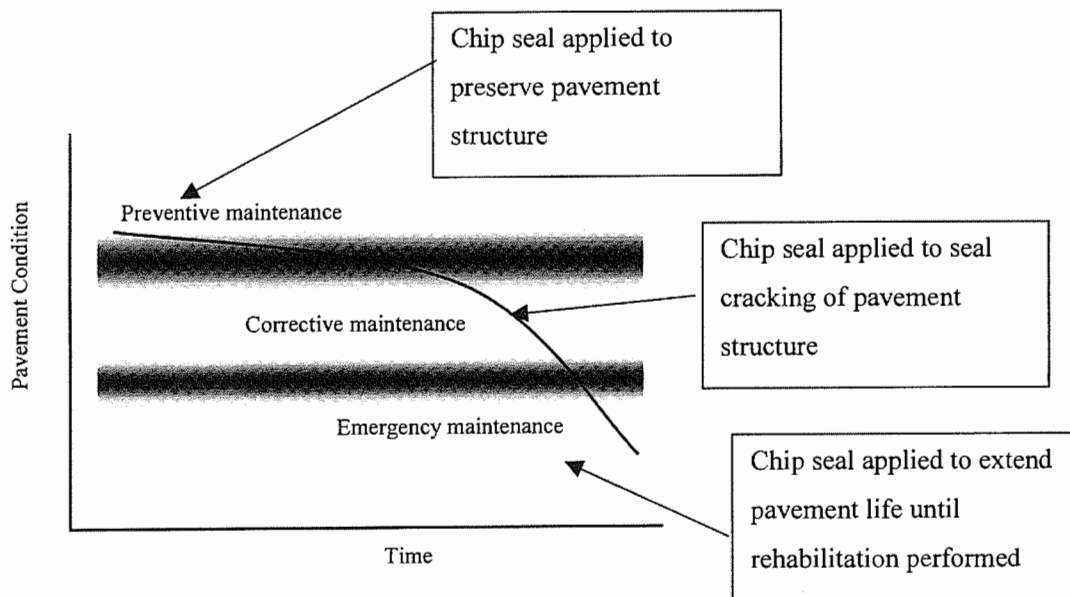 Chip seal applied to
preserve pavement
structure
Preventive maintenance
Chip seal applied to seal
cracking of pavement
structure
Corrective maintenance
Emergency maintenance
Chip seal applied to extend
pavement life until
rehabilitation performed
Pavement Condition
Time